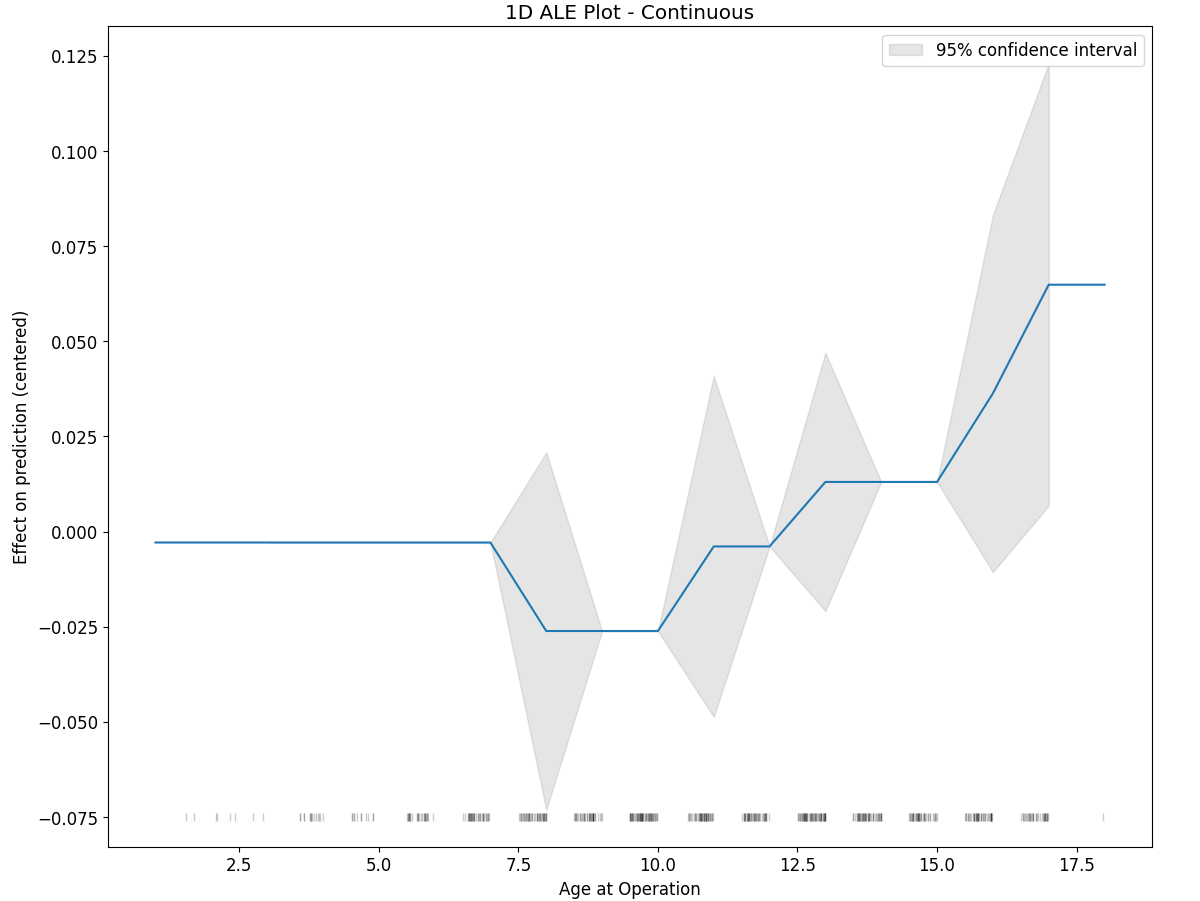 1D ALE Plot - Continuous
95% confidence interval
0.125
0.100
0.075
0.050
0.025
0.000
−0.025
−0.050
−0.075
Effect on prediction (centered)
2.5 5.0 7.5 10.0 12.5 15.0 17.5
Age at Operation